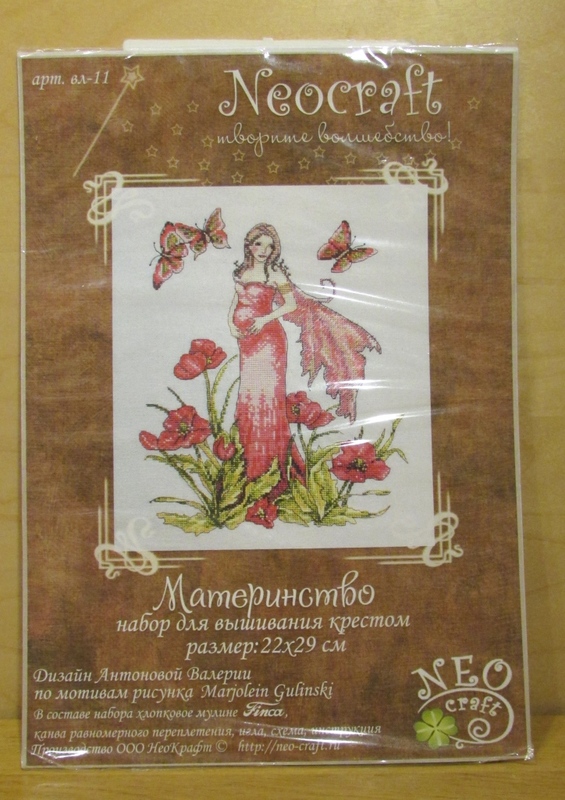 арт. вл-11
Neocraft
творите волшебство!
Материнство
набор для вышивания крестом
размер:22х29 см
Дизайн Антоновой Валерии
по мотивам рисунка Marjolein Gulinski
В составе набора хлопковое мулине Finca,
канва равномерного переплетения, игла, схема, инструкция
Производство ООО НеоКрафт © http://neo-craft.ru
NEO
craft